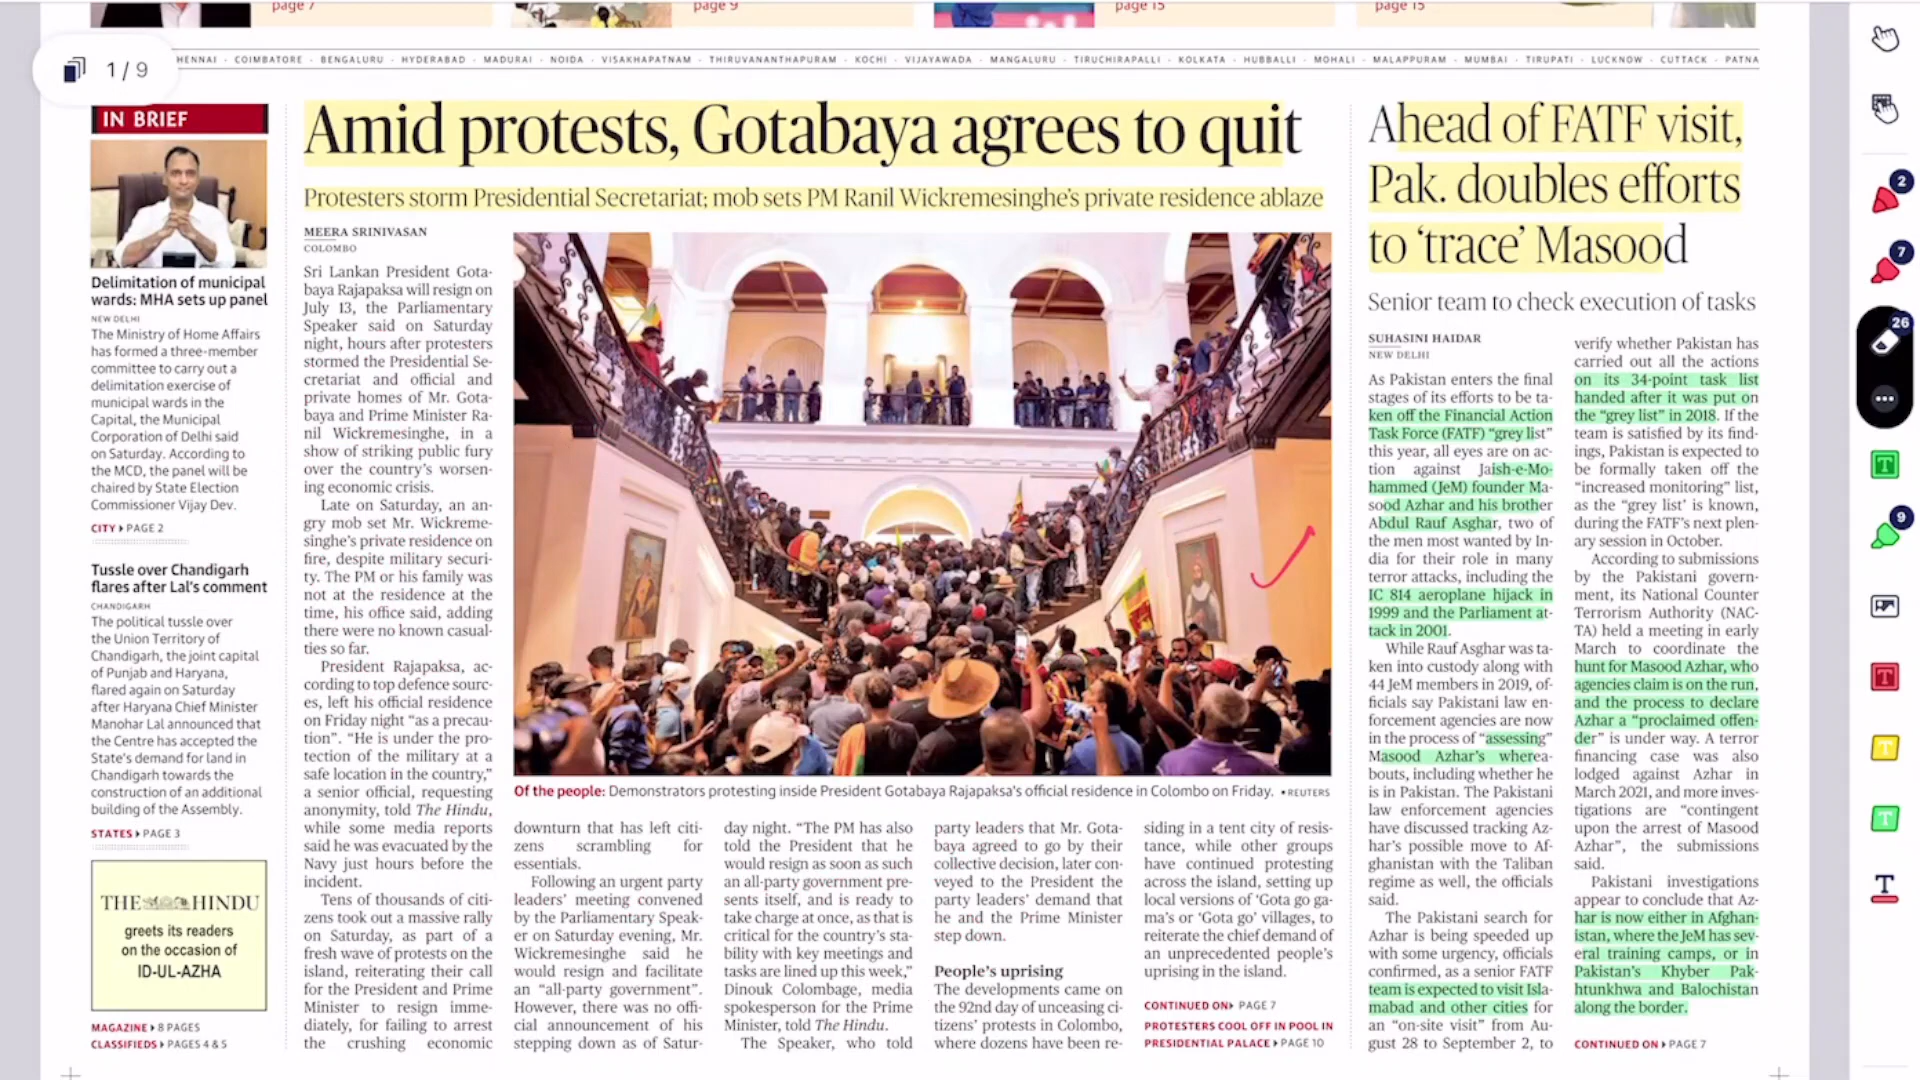 page 7
page 9
page 15
page 15
1 / 9
HENNAI · COIMBATORE · BENGALURU · HYDERABAD · MADURAI · NOIDA · VISAKHAPATNAM · THIRUVANANTHAPURAM · KOCHI · VIJAYAWADA · MANGALURU · TIRUCHIRAPALLI · KOLKATA · HUBBALLI · MOHALI · MALAPPURAM · MUMBAI · TIRUPATI · LUCKNOW · CUTTACK · PATNA
IN BRIEF
Delimitation of municipal
wards: MHA sets up panel
NEW DELHI
The Ministry of Home Affairs
has formed a three-member
committee to carry out a
delimitation exercise of
municipal wards in the
Capital, the Municipal
Corporation of Delhi said
on Saturday. According to
the MCD, the panel will be
chaired by State Election
Commissioner Vijay Dev.
CITY PAGE 2
Tussle over Chandigarh
flares after Lal's comment
CHANDIGARH
The political tussle over
the Union Territory of
Chandigarh, the joint capital
of Punjab and Haryana,
flared again on Saturday
after Haryana Chief Minister
Manohar Lal announced that
the Centre has accepted the
State's demand for land in
Chandigarh towards the
construction of an additional
building of the Assembly.
STATES PAGE 3
THE HINDU
greets its readers
on the occasion of
ID-UL-AZHA
MAGAZINE 8 PAGES
CLASSIFIEDS PAGES 4 & 5
Amid protests, Gotabaya agrees to quit
Protesters storm Presidential Secretariat; mob sets PM Ranil Wickremesinghe's private residence ablaze
MEERA SRINIVASAN
COLOMBO
Sri Lankan President Gota-
baya Rajapaksa will resign on
July 13, the Parliamentary
Speaker said on Saturday
night, hours after protesters
stormed the Presidential Se-
cretariat and official and
private homes of Mr. Gota-
baya and Prime Minister Ra-
nil Wickremesinghe, in a
show of striking public fury
over the country's worsen-
ing economic crisis.
Late on Saturday, an an-
gry mob set Mr. Wickreme-
singhe's private residence on
fire, despite military securi-
ty. The PM or his family was
not at the residence at the
time, his office said, adding
there were no known casual-
ties so far.
President Rajapaksa, ac-
cording to top defence sourc-
es, left his official residence
on Friday night "as a precau-
tion". "He is under the pro-
tection of the military at a
safe location in the country,"
a senior official, requesting
anonymity, told The Hindu,
while some media reports
said he was evacuated by the
Navy just hours before the
incident.
Tens of thousands of citi-
zens took out a massive rally
on Saturday, as part of a
fresh wave of protests on the
island, reiterating their call
for the President and Prime
Minister to resign imme-
diately, for failing to arrest
the crushing economic
Of the people: Demonstrators protesting inside President Gotabaya Rajapaksa's official residence in Colombo on Friday. • REUTERS
downturn that has left citi-
zens scrambling for
essentials.
Following an urgent party
leaders' meeting convened
by the Parliamentary Speak-
er on Saturday evening, Mr.
Wickremesinghe said he
would resign and facilitate
an "all-party government".
However, there was no offi-
cial announcement of his
stepping down as of Satur-
day night. "The PM has also
told the President that he
would resign as soon as such
an all-party government pre-
sents itself, and is ready to
take charge at once, as that is
critical for the country's sta-
bility with key meetings and
tasks are lined up this week,"
Dinouk Colombage, media
spokesperson for the Prime
Minister, told The Hindu.
The Speaker, who told
party leaders that Mr. Gota-
baya agreed to go by their
collective decision, later con-
veyed to the President the
party leaders' demand that
he and the Prime Minister
step down.
People's uprising
The developments came on
the 92nd day of unceasing ci-
tizens' protests in Colombo,
where dozens have been re-
siding in a tent city of resis-
tance, while other groups
have continued protesting
across the island, setting up
local versions of 'Gota go ga-
ma's or 'Gota go' villages, to
reiterate the chief demand of
an unprecedented people's
uprising in the island.
CONTINUED ON PAGE 7
PROTESTERS COOL OFF IN POOL IN
PRESIDENTIAL PALACE PAGE 10
Ahead of FATF visit,
Pak. doubles efforts
to 'trace' Masood
Senior team to check execution of tasks
SUHASINI HAIDAR
NEW DELHI
As Pakistan enters the final
stages of its efforts to be ta-
ken off the Financial Action
Task Force (FATF) "grey list"
this year, all eyes are on ac-
tion against Jaish-e-Mo-
hammed (JeM) founder Ma-
sood Azhar and his brother
Abdul Rauf Asghar, two of
the men most wanted by In-
dia for their role in many
terror attacks, including the
IC 814 aeroplane hijack in
1999 and the Parliament at-
tack in 2001.
While Rauf Asghar was ta-
ken into custody along with
44 JeM members in 2019, of-
ficials say Pakistani law en-
forcement agencies are now
in the process of "assessing"
Masood Azhar's wherea-
bouts, including whether he
is in Pakistan. The Pakistani
law enforcement agencies
have discussed tracking Az-
har's possible move to Af-
ghanistan with the Taliban
regime as well, the officials
said.
The Pakistani search for
Azhar is being speeded up
with some urgency, officials
confirmed, as a senior FATF
team is expected to visit Isla-
mabad and other cities for
an "on-site visit" from Au-
gust 28 to September 2, to
verify whether Pakistan has
carried out all the actions
on its 34-point task list
handed after it was put on
the "grey list" in 2018. If the
team is satisfied by its find-
ings, Pakistan is expected to
be formally taken off the
"increased monitoring" list,
as the "grey list' is known,
during the FATF's next plen-
ary session in October.
According to submissions
by the Pakistani govern-
ment, its National Counter
Terrorism Authority (NAC-
TA) held a meeting in early
March to coordinate the
hunt for Masood Azhar, who
agencies claim is on the run,
and the process to declare
Azhar a "proclaimed offen-
der" is under way. A terror
financing case was also
lodged against Azhar in
March 2021, and more inves-
tigations are "contingent
upon the arrest of Masood
Azhar", the submissions
said.
Pakistani investigations
appear to conclude that Az-
har is now either in Afghan-
istan, where the JeM has sev-
eral training camps, or in
Pakistan's Khyber Pak-
htunkhwa and Balochistan
along the border.
CONTINUED ON PAGE 7
2
7
26
T
9
T
T
T
T